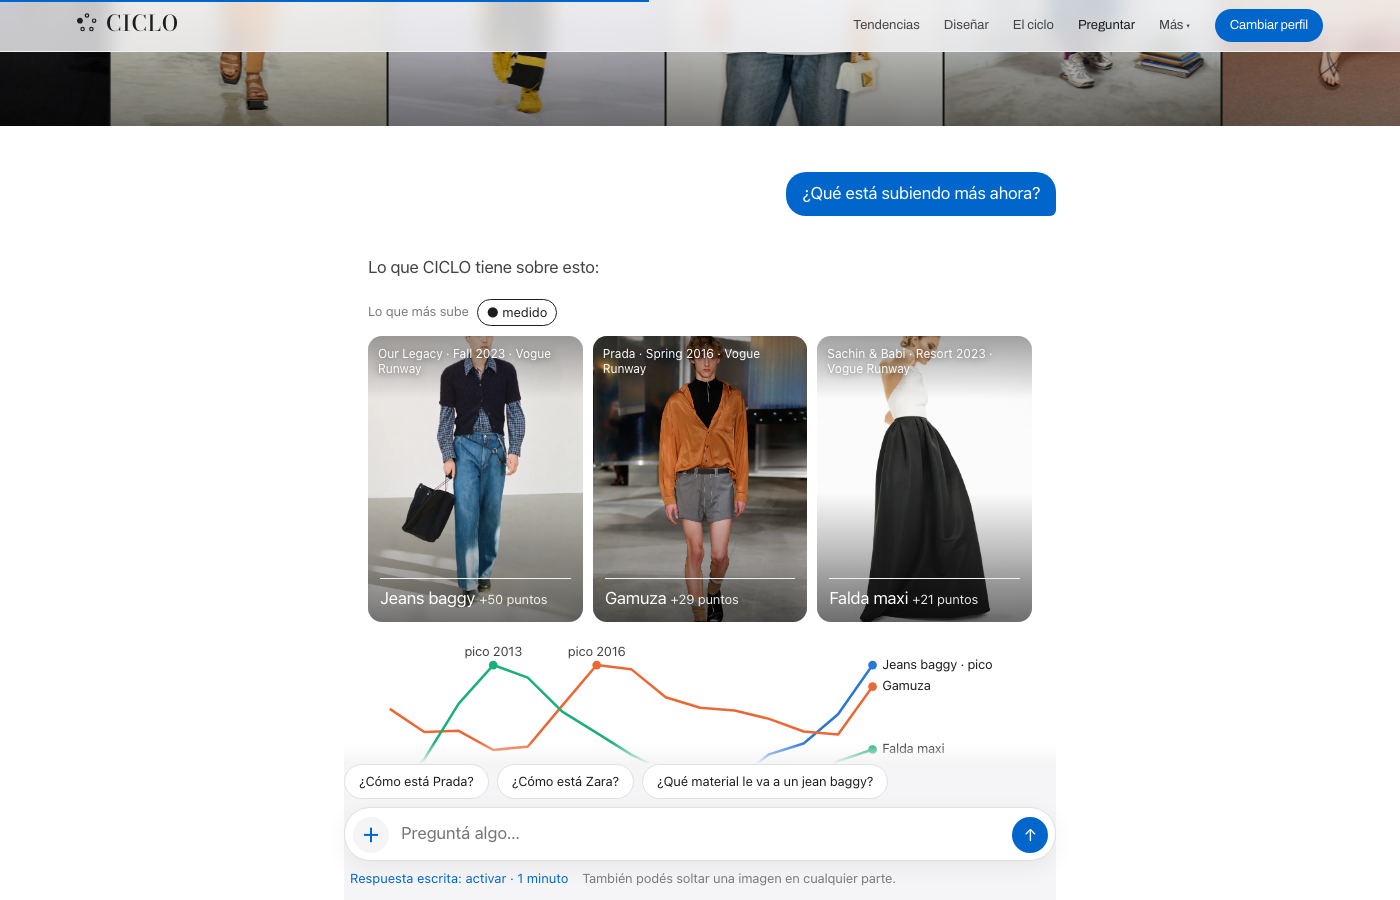 CICLO
Tendencias
Diseñar
El ciclo
Preguntar
Más
Cambiar perfil
¿Qué está subiendo más ahora?
Lo que CICLO tiene sobre esto:
Lo que más sube
medido
Our Legacy · Fall 2023 · Vogue
Runway
Prada · Spring 2016 · Vogue
Runway
Sachin & Babi · Resort 2023 ·
Vogue Runway
Jeans baggy +50 puntos
Gamuza +29 puntos
Falda maxi +21 puntos
pico 2013
pico 2016
Jeans baggy · pico
Gamuza
Falda maxi
¿Cómo está Prada?
¿Cómo está Zara?
¿Qué material le va a un jean baggy?
Preguntá algo...
Respuesta escrita: activar · 1 minuto
También podés soltar una imagen en cualquier parte.